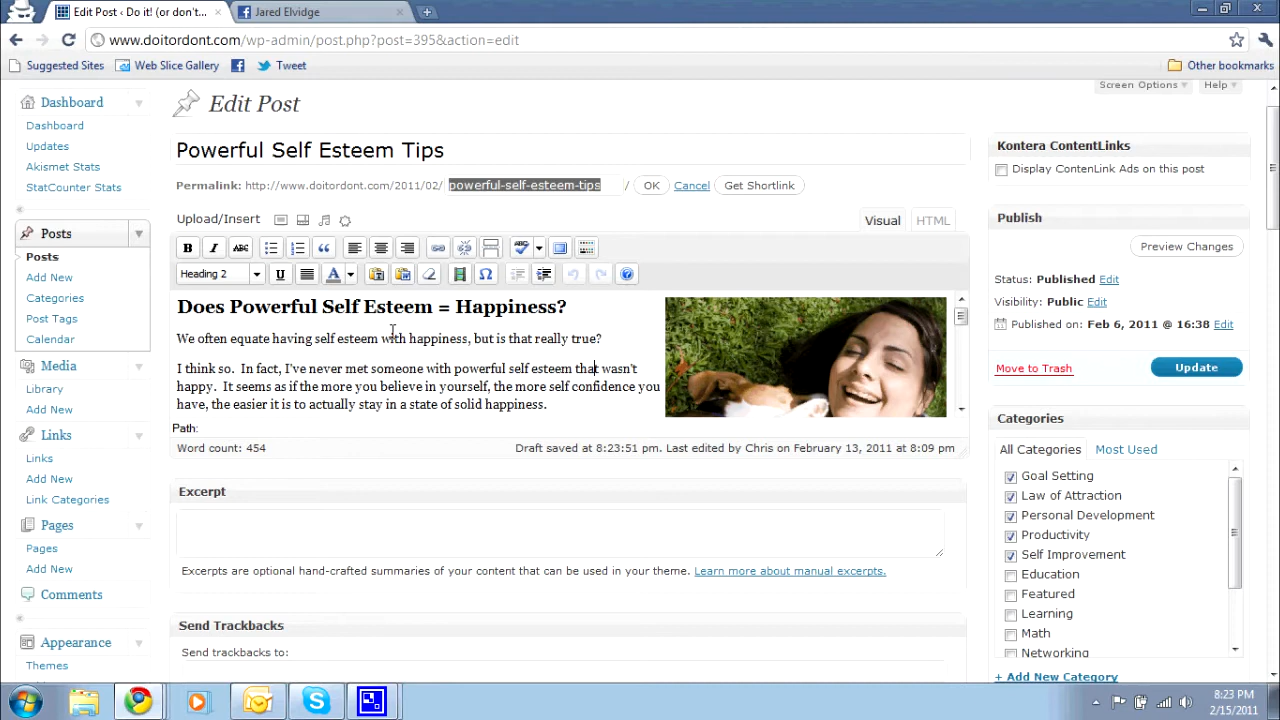 Edit Post ‹ Do it! (or don't...
Jared Elvidge
www.doitordont.com/wp-admin/post.php?post=395&action=edit
Suggested Sites
Web Slice Gallery
Tweet
Other bookmarks
Screen Options
Help
Dashboard
Dashboard
Updates
Akismet Stats
StatCounter Stats
Posts
Posts
Add New
Categories
Post Tags
Calendar
Media
Library
Add New
Links
Links
Add New
Link Categories
Pages
Pages
Add New
Comments
Appearance
Themes
Edit Post
Powerful Self Esteem Tips
Permalink: http://www.doitordont.com/2011/02/ powerful-self-esteem-tips / OK Cancel Get Shortlink
Upload/Insert
Visual HTML
B I ABC
ABC
Heading 2 U A Ω
Does Powerful Self Esteem = Happiness?
We often equate having self esteem with happiness, but is that really true?
I think so. In fact, I've never met someone with powerful self esteem that wasn't
happy. It seems as if the more you believe in yourself, the more self confidence you
have, the easier it is to actually stay in a state of solid happiness.
Path:
Word count: 454
Draft saved at 8:23:51 pm. Last edited by Chris on February 13, 2011 at 8:09 pm
Excerpt
Excerpts are optional hand-crafted summaries of your content that can be used in your theme. Learn more about manual excerpts.
Send Trackbacks
Send trackbacks to:
Kontera ContentLinks
Display ContentLink Ads on this post
Publish
Preview Changes
Status: Published Edit
Visibility: Public Edit
Published on: Feb 6, 2011 @ 16:38 Edit
Move to Trash
Update
Categories
All Categories Most Used
Goal Setting
Law of Attraction
Personal Development
Productivity
Self Improvement
Education
Featured
Learning
Math
Networking
+ Add New Category
8:23 PM
2/15/2011